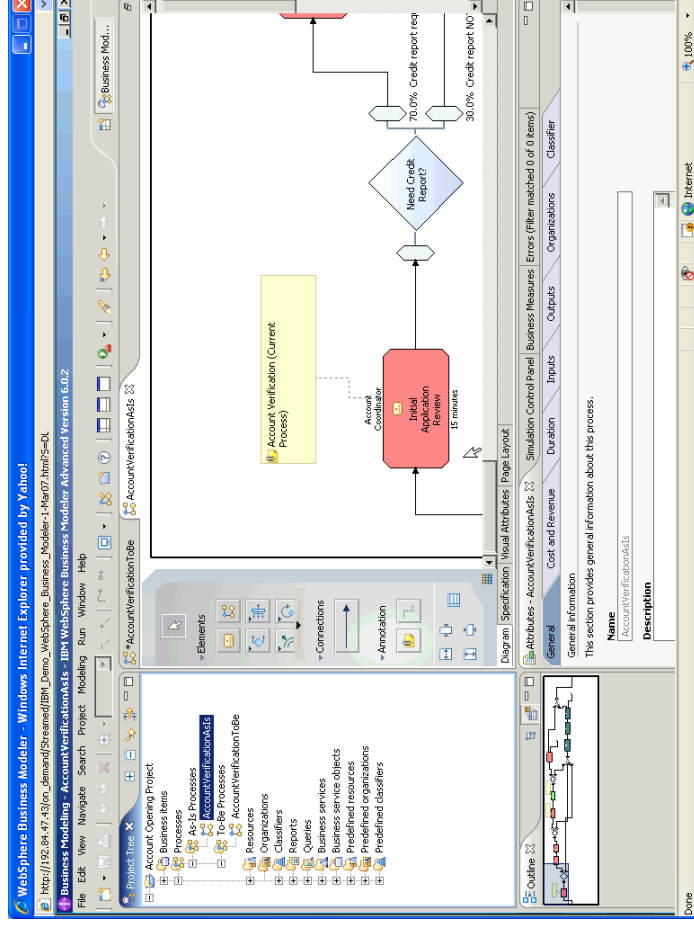 WebSphere Business Modeler - Windows Internet Explorer provided by Yahoo!
http://192.84.47.43/on_demand/Streamed/IBM_Demo_WebSphere_Business_Modeler-1-Mar07.html?S=DL
Business Modeling - AccountVerificationAsIs - IBM WebSphere Business Modeler Advanced Version 6.0.2
File Edit View Navigate Search Project Modeling Run Window Help
Business Mod...
Project Tree
Account Opening Project
Business items
Processes
As-Is Processes
AccountVerificationAsIs
To-Be Processes
AccountVerificationToBe
Resources
Organizations
Classifiers
Reports
Queries
Business services
Business service objects
Predefined resources
Predefined organizations
Predefined classifiers
Outline
*AccountVerificationToBe
AccountVerificationAsIs
Elements
Connections
Annotation
Account Verification (Current
Process)
Account
Coordinator
Initial
Application
Review
15 minutes
Need Credit
Report?
70.0% Credit report requ
30.0% Credit report NOT
Diagram Specification Visual Attributes Page Layout
Attributes - AccountVerificationAsIs Simulation Control Panel Business Measures Errors (Filter matched 0 of 0 items)
General Cost and Revenue Duration Inputs Outputs Organizations Classifier
General information
This section provides general information about this process.
Name
AccountVerificationAsIs
Description
Done
Internet
100%